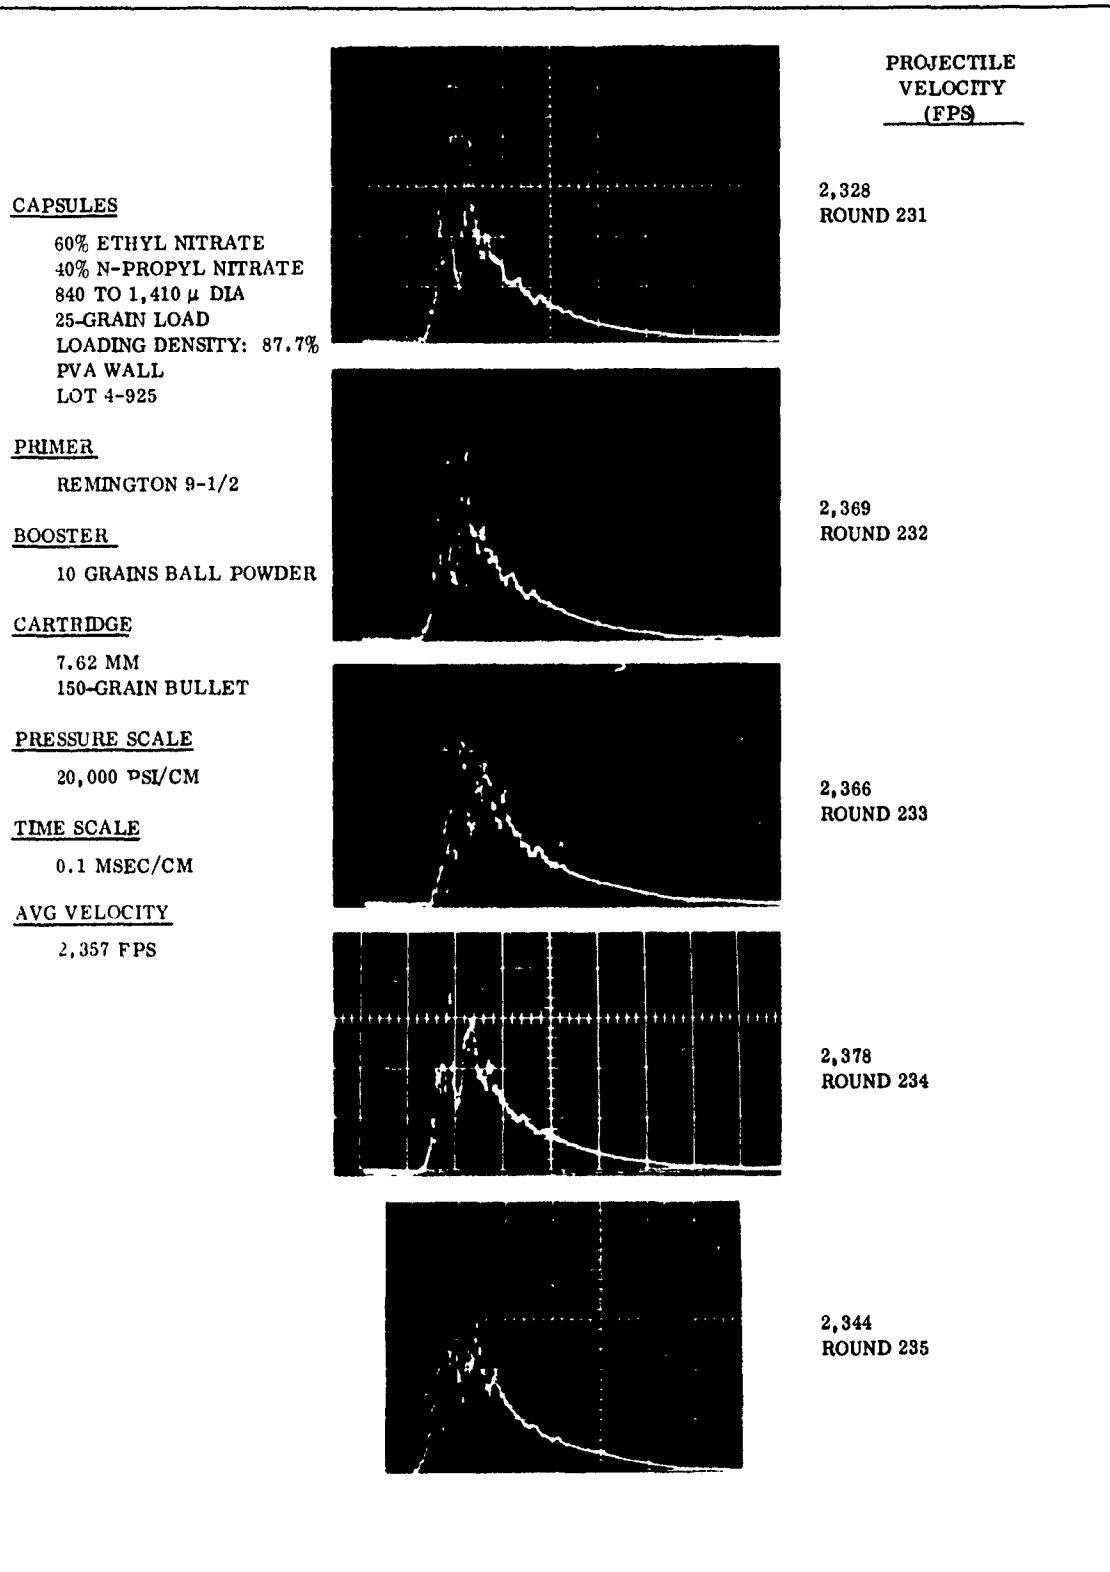 CAPSULES
60% ETHYL NITRATE
40% N-PROPYL NITRATE
840 TO 1,410 μ DIA
25-GRAIN LOAD
LOADING DENSITY: 87.7%
PVA WALL
LOT 4-925
PRIMER
REMINGTON 9-1/2
BOOSTER
10 GRAINS BALL POWDER
CARTRIDGE
7.62 MM
150-GRAIN BULLET
PRESSURE SCALE
20,000 PSI/CM
TIME SCALE
0.1 MSEC/CM
AVG VELOCITY
2,357 FPS
PROJECTILE
VELOCITY
(FPS)
2,328
ROUND 231
2,369
ROUND 232
2,366
ROUND 233
2,378
ROUND 234
2,344
ROUND 235